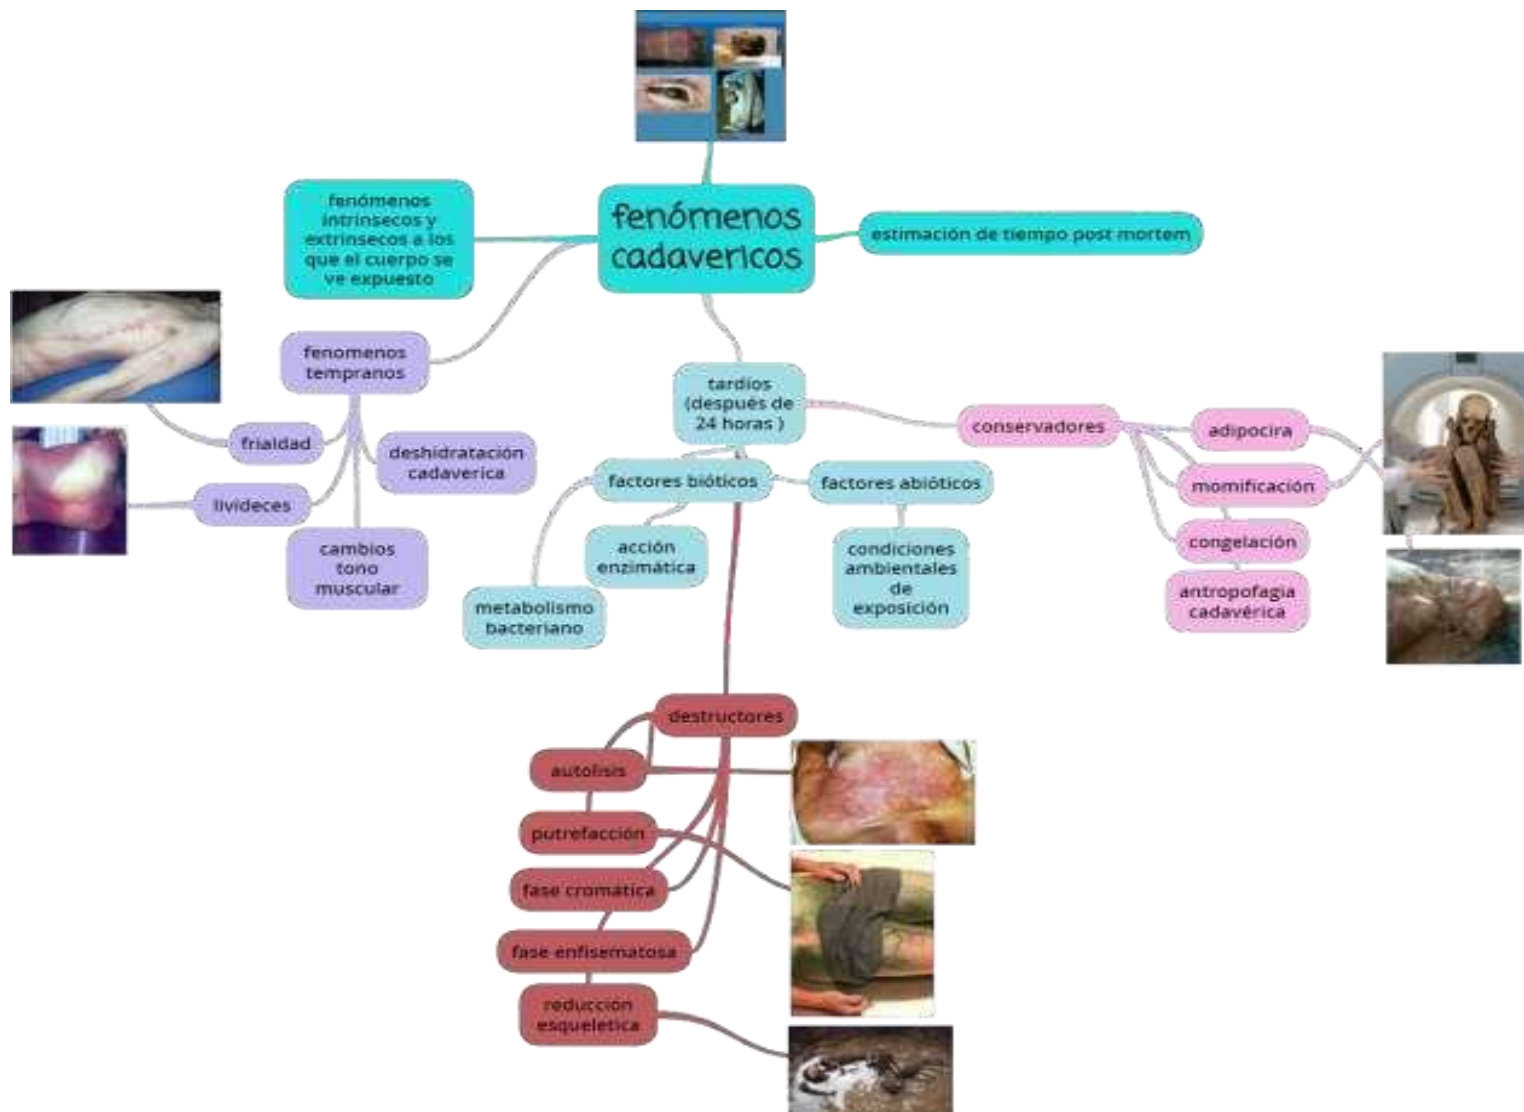 fenómenos
cadavericos
fenómenos
intrinsecos y
extrinsecos a los
que el cuerpo se
ve expuesto
estimación de tiempo post mortem
fenomenos
tempranos
frialdad
livideces
deshidratación
cadaverica
cambios
tono
muscular
tardios
(después de
24 horas )
factores bióticos
factores abióticos
acción
enzimática
metabolismo
bacteriano
condiciones
ambientales
de
exposición
conservadores
adipocira
momificación
congelación
antropofagia
cadavérica
destructores
autolisis
putrefacción
fase cromática
fase enfisematosa
reducción
esqueletica